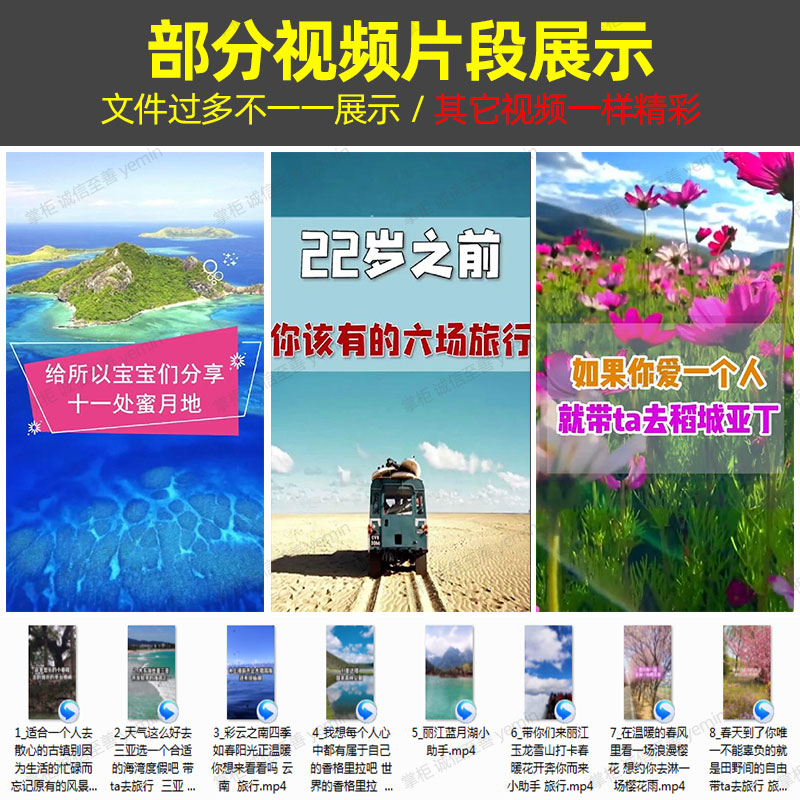 部分视频片段展示
文件过多不一一展示 / 其它视频一样精彩
给所以宝宝们分享
十一处蜜月地
22岁之前
你该有的六场旅行
如果你爱一个人
就带ta去稻城亚丁
1_适合一个人去
散心的古镇别因
为生活的忙碌而
忘记原有的风景...
2_天气这么好去
三亚选一个合适
的海湾度假吧 带
ta去旅行  三亚 ...
3_彩云之南四季
如春阳光正温暖
你想来看看吗 云
南  旅行.mp4
4_我想每个人心
中都有属于自己
的香格里拉吧 世
界的香格里拉  ...
5_丽江蓝月湖小
助手.mp4
6_带你们来丽江
玉龙雪山打卡春
暖花开奔你而来
小助手 旅行.mp4
7_在温暖的春风
里看一场浪漫樱
花 想约你去淋一
场樱花雨.mp4
8_春天到了你唯
一不能辜负的就
是田野间的自由
带ta去旅行 旅...
掌柜 诚信至善 yemin